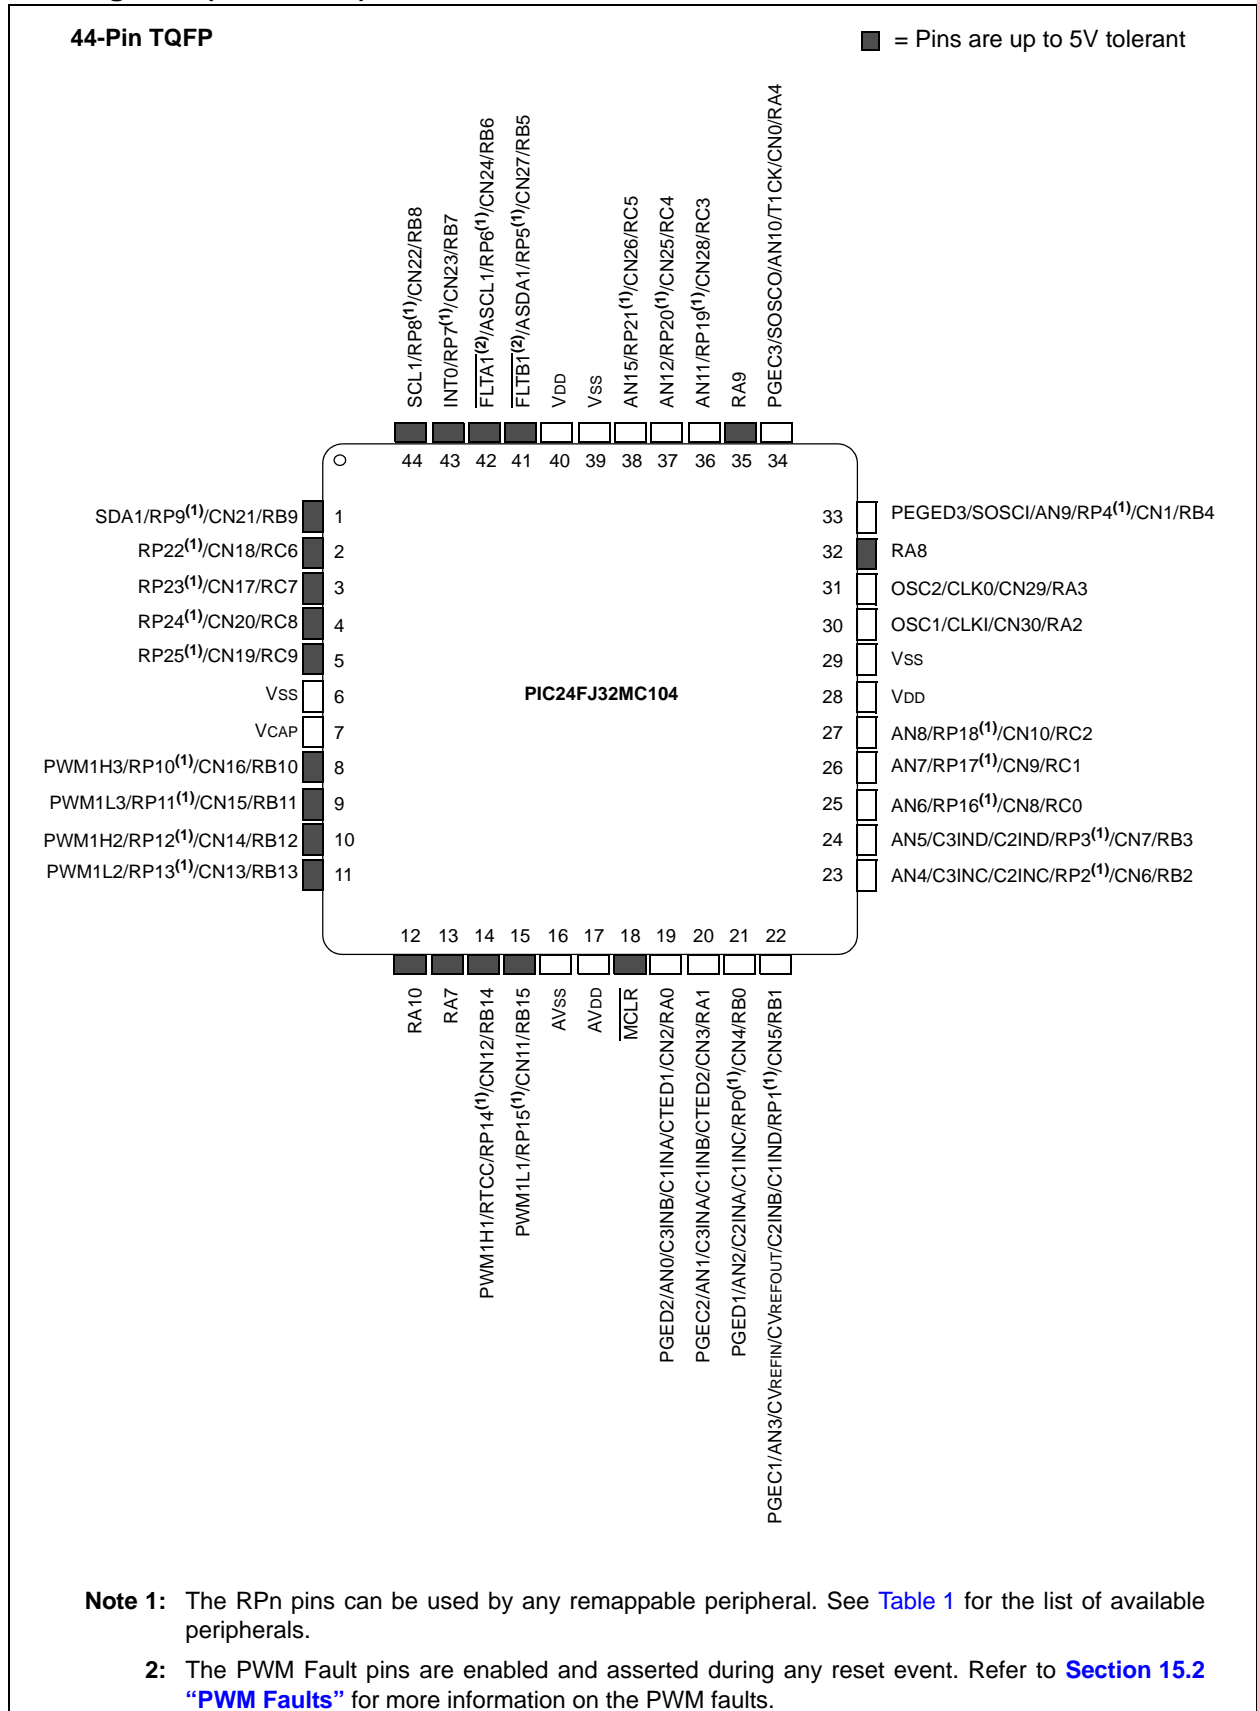 44-Pin TQFP
= Pins are up to 5V tolerant
SCL1/RP8(1)/CN22/RB8
INT0/RP7(1)/CN23/RB7
FLTA1(2)/ASCL1/RP6(1)/CN24/RB6
FLTB1(2)/ASDA1/RP5(1)/CN27/RB5
VDD
VSS
AN15/RP21(1)/CN26/RC5
AN12/RP20(1)/CN25/RC4
AN11/RP19(1)/CN28/RC3
RA9
PGEC3/SOSCO/AN10/T1CK/CN0/RA4
44 43 42 41 40 39 38 37 36 35 34
SDA1/RP9(1)/CN21/RB9 1
RP22(1)/CN18/RC6 2
RP23(1)/CN17/RC7 3
RP24(1)/CN20/RC8 4
RP25(1)/CN19/RC9 5
VSS 6
VCAP 7
PWM1H3/RP10(1)/CN16/RB10 8
PWM1L3/RP11(1)/CN15/RB11 9
PWM1H2/RP12(1)/CN14/RB12 10
PWM1L2/RP13(1)/CN13/RB13 11
PIC24FJ32MC104
33 PEGED3/SOSCI/AN9/RP4(1)/CN1/RB4
32 RA8
31 OSC2/CLK0/CN29/RA3
30 OSC1/CLKI/CN30/RA2
29 VSS
28 VDD
27 AN8/RP18(1)/CN10/RC2
26 AN7/RP17(1)/CN9/RC1
25 AN6/RP16(1)/CN8/RC0
24 AN5/C3IND/C2IND/RP3(1)/CN7/RB3
23 AN4/C3INC/C2INC/RP2(1)/CN6/RB2
12 13 14 15 16 17 18 19 20 21 22
RA10
RA7
PWM1H1/RTCC/RP14(1)/CN12/RB14
PWM1L1/RP15(1)/CN11/RB15
AVSS
AVDD
MCLR
PGED2/AN0/C3INB/C1INA/CTED1/CN2/RA0
PGEC2/AN1/C3INA/C1INB/CTED2/CN3/RA1
PGED1/AN2/C2INA/C1INC/RP0(1)/CN4/RB0
PGEC1/AN3/CVREFIN/CVREFOUT/C2INB/C1IND/RP1(1)/CN5/RB1
Note 1: The RPn pins can be used by any remappable peripheral. See Table 1 for the list of available
peripherals.
2: The PWM Fault pins are enabled and asserted during any reset event. Refer to Section 15.2
“PWM Faults” for more information on the PWM faults.